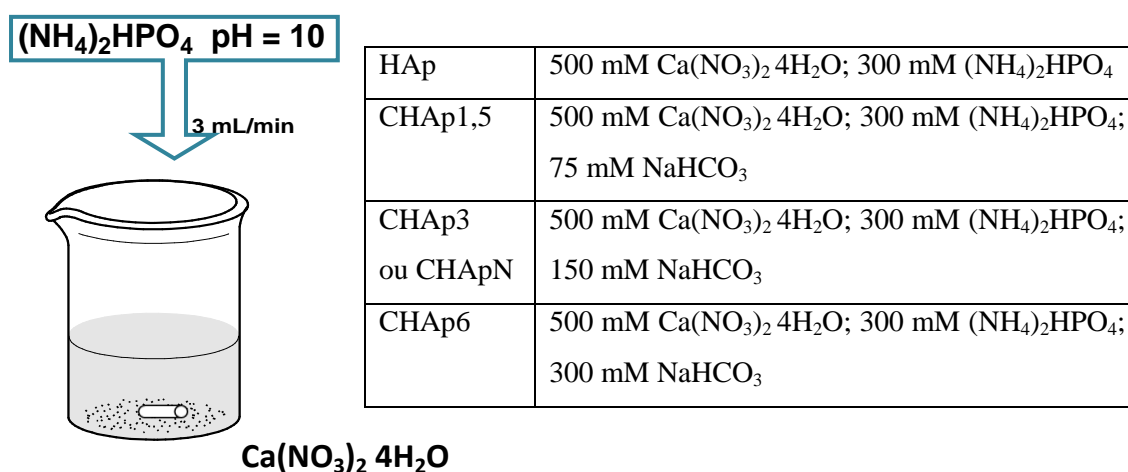 (NH₄)₂HPO₄ pH = 10
3 mL/min
Ca(NO₃)₂ 4H₂O
HAp 500 mM Ca(NO₃)₂ 4H₂O; 300 mM (NH₄)₂HPO₄
CHAp1,5 500 mM Ca(NO₃)₂ 4H₂O; 300 mM (NH₄)₂HPO₄;
75 mM NaHCO₃
CHAp3 500 mM Ca(NO₃)₂ 4H₂O; 300 mM (NH₄)₂HPO₄;
ou CHApN 150 mM NaHCO₃
CHAp6 500 mM Ca(NO₃)₂ 4H₂O; 300 mM (NH₄)₂HPO₄;
300 mM NaHCO₃